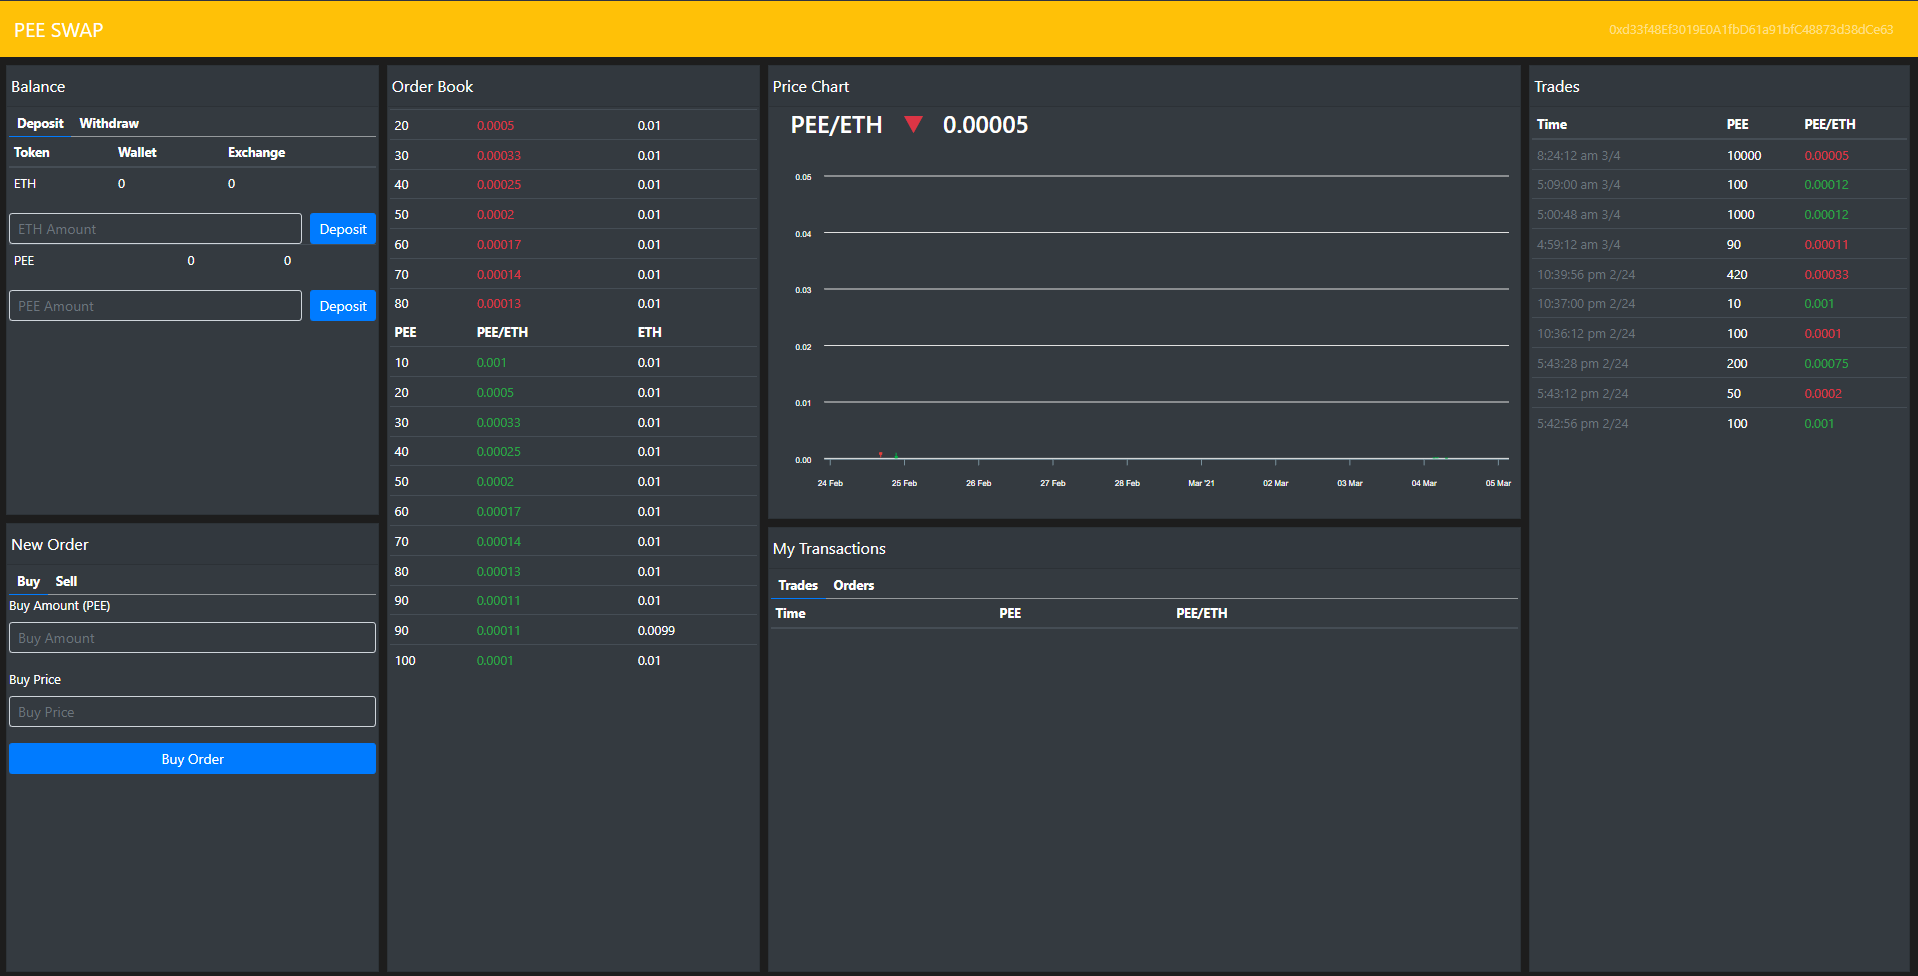 PEE SWAP
0xd33f48Ef3019E0A1fbD61a91bfC48873d38dCe63
Balance
Deposit Withdraw
Token Wallet Exchange
ETH 0 0
ETH Amount Deposit
PEE 0 0
PEE Amount Deposit
New Order
Buy Sell
Buy Amount (PEE)
Buy Amount
Buy Price
Buy Price
Buy Order
Order Book
20 0.0005 0.01
30 0.00033 0.01
40 0.00025 0.01
50 0.0002 0.01
60 0.00017 0.01
70 0.00014 0.01
80 0.00013 0.01
PEE PEE/ETH ETH
10 0.001 0.01
20 0.0005 0.01
30 0.00033 0.01
40 0.00025 0.01
50 0.0002 0.01
60 0.00017 0.01
70 0.00014 0.01
80 0.00013 0.01
90 0.00011 0.01
90 0.00011 0.0099
100 0.0001 0.01
Price Chart
PEE/ETH ▼ 0.00005
0.05
0.04
0.03
0.02
0.01
0.00
24 Feb 25 Feb 26 Feb 27 Feb 28 Feb Mar '21 02 Mar 03 Mar 04 Mar 05 Mar
My Transactions
Trades Orders
Time PEE PEE/ETH
Trades
Time PEE PEE/ETH
8:24:12 am 3/4 10000 0.00005
5:09:00 am 3/4 100 0.00012
5:00:48 am 3/4 1000 0.00012
4:59:12 am 3/4 90 0.00011
10:39:56 pm 2/24 420 0.00033
10:37:00 pm 2/24 10 0.001
10:36:12 pm 2/24 100 0.0001
5:43:28 pm 2/24 200 0.00075
5:43:12 pm 2/24 50 0.0002
5:42:56 pm 2/24 100 0.001